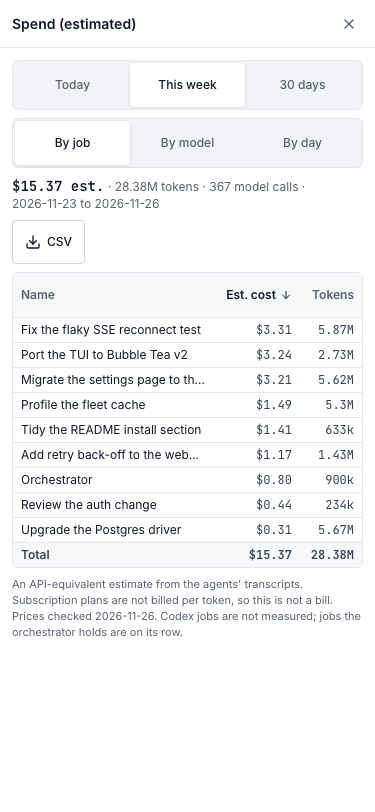 Spend (estimated)
Today This week 30 days
By job By model By day
$15.37 est. · 28.38M tokens · 367 model calls ·
2026-11-23 to 2026-11-26
CSV
Name Est. cost ↓ Tokens
Fix the flaky SSE reconnect test $3.31 5.87M
Port the TUI to Bubble Tea v2 $3.24 2.73M
Migrate the settings page to th... $3.21 5.62M
Profile the fleet cache $1.49 5.3M
Tidy the README install section $1.41 633k
Add retry back-off to the web... $1.17 1.43M
Orchestrator $0.80 900k
Review the auth change $0.44 234k
Upgrade the Postgres driver $0.31 5.67M
Total $15.37 28.38M
An API-equivalent estimate from the agents' transcripts.
Subscription plans are not billed per token, so this is not a bill.
Prices checked 2026-11-26. Codex jobs are not measured; jobs the
orchestrator holds are on its row.